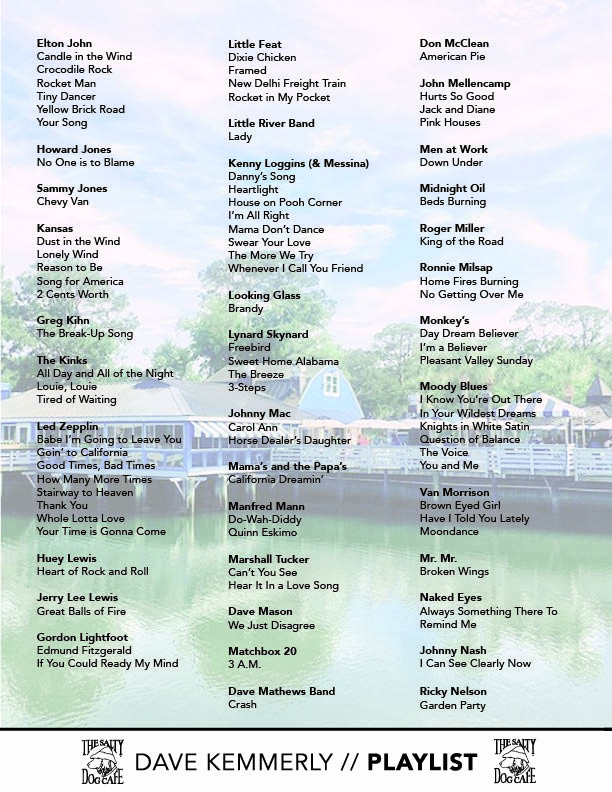 Elton John
Candle in the Wind
Crocodile Rock
Rocket Man
Tiny Dancer
Yellow Brick Road
Your Song
Howard Jones
No One is to Blame
Sammy Jones
Chevy Van
Kansas
Dust in the Wind
Lonely Wind
Reason to Be
Song for America
2 Cents Worth
Greg Kihn
The Break-Up Song
The Kinks
All Day and All of the Night
Louie, Louie
Tired of Waiting
Led Zepplin
Babe I'm Going to Leave You
Goin' to California
Good Times, Bad Times
How Many More Times
Stairway to Heaven
Thank You
Whole Lotta Love
Your Time is Gonna Come
Huey Lewis
Heart of Rock and Roll
Jerry Lee Lewis
Great Balls of Fire
Gordon Lightfoot
Edmund Fitzgerald
If You Could Ready My Mind
Little Feat
Dixie Chicken
Framed
New Delhi Freight Train
Rocket in My Pocket
Little River Band
Lady
Kenny Loggins (& Messina)
Danny's Song
Heartlight
House on Pooh Corner
I'm All Right
Mama Don't Dance
Swear Your Love
The More We Try
Whenever I Call You Friend
Looking Glass
Brandy
Lynard Skynard
Freebird
Sweet Home Alabama
The Breeze
3-Steps
Johnny Mac
Carol Ann
Horse Dealer's Daughter
Mama's and the Papa's
California Dreamin'
Manfred Mann
Do-Wah-Diddy
Quinn Eskimo
Marshall Tucker
Can't You See
Hear It In a Love Song
Dave Mason
We Just Disagree
Matchbox 20
3 A.M.
Dave Mathews Band
Crash
Don McClean
American Pie
John Mellencamp
Hurts So Good
Jack and Diane
Pink Houses
Men at Work
Down Under
Midnight Oil
Beds Burning
Roger Miller
King of the Road
Ronnie Milsap
Home Fires Burning
No Getting Over Me
Monkey's
Day Dream Believer
I'm a Believer
Pleasant Valley Sunday
Moody Blues
I Know You're Out There
In Your Wildest Dreams
Knights in White Satin
Question of Balance
The Voice
You and Me
Van Morrison
Brown Eyed Girl
Have I Told You Lately
Moondance
Mr. Mr.
Broken Wings
Naked Eyes
Always Something There To
Remind Me
Johnny Nash
I Can See Clearly Now
Ricky Nelson
Garden Party
THE SALTY
DOG CAFE
DAVE KEMMERLY // PLAYLIST
THE SALTY
DOG CAFE